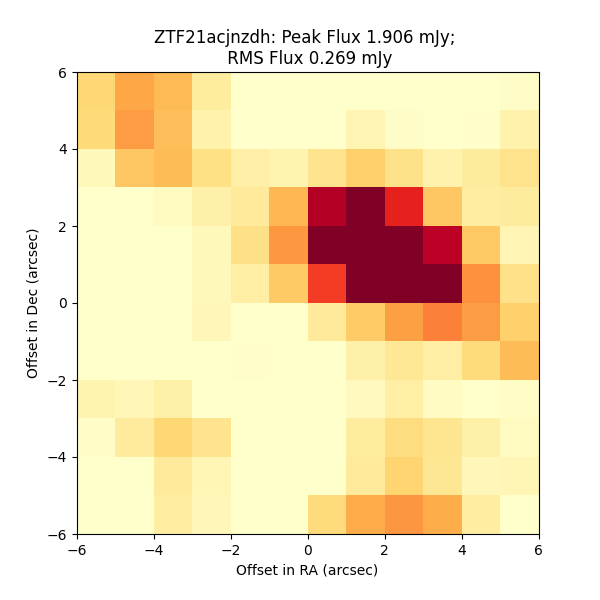 ZTF21acjnzdh: Peak Flux 1.906 mJy;
RMS Flux 0.269 mJy
6
4
2
0
−2
−4
−6
Offset in Dec (arcsec)
−6 −4 −2 0 2 4 6
Offset in RA (arcsec)